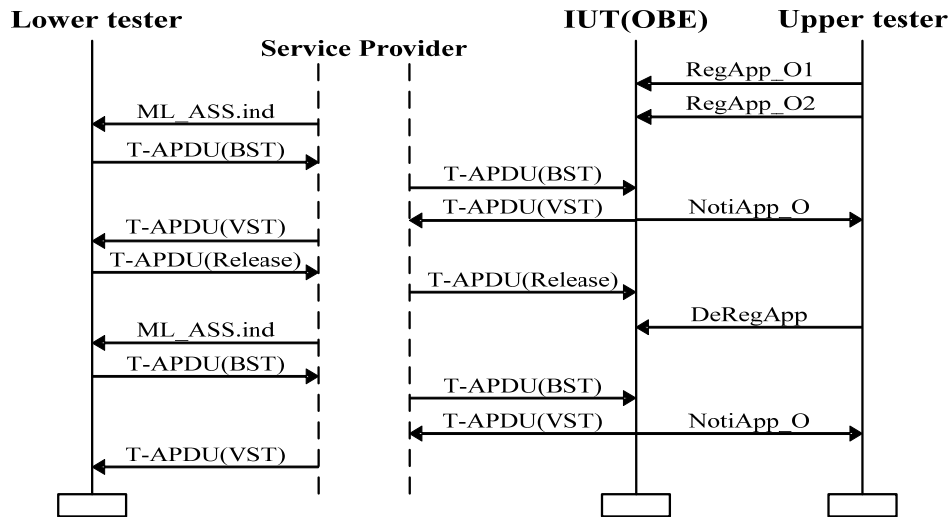 Lower tester
IUT(OBE)
Upper tester
Service Provider
RegApp_O1
RegApp_O2
ML_ASS.ind
T-APDU(BST)
T-APDU(BST)
T-APDU(VST)
NotiApp_O
T-APDU(VST)
T-APDU(Release)
T-APDU(Release)
DeRegApp
ML_ASS.ind
T-APDU(BST)
T-APDU(BST)
T-APDU(VST)
NotiApp_O
T-APDU(VST)